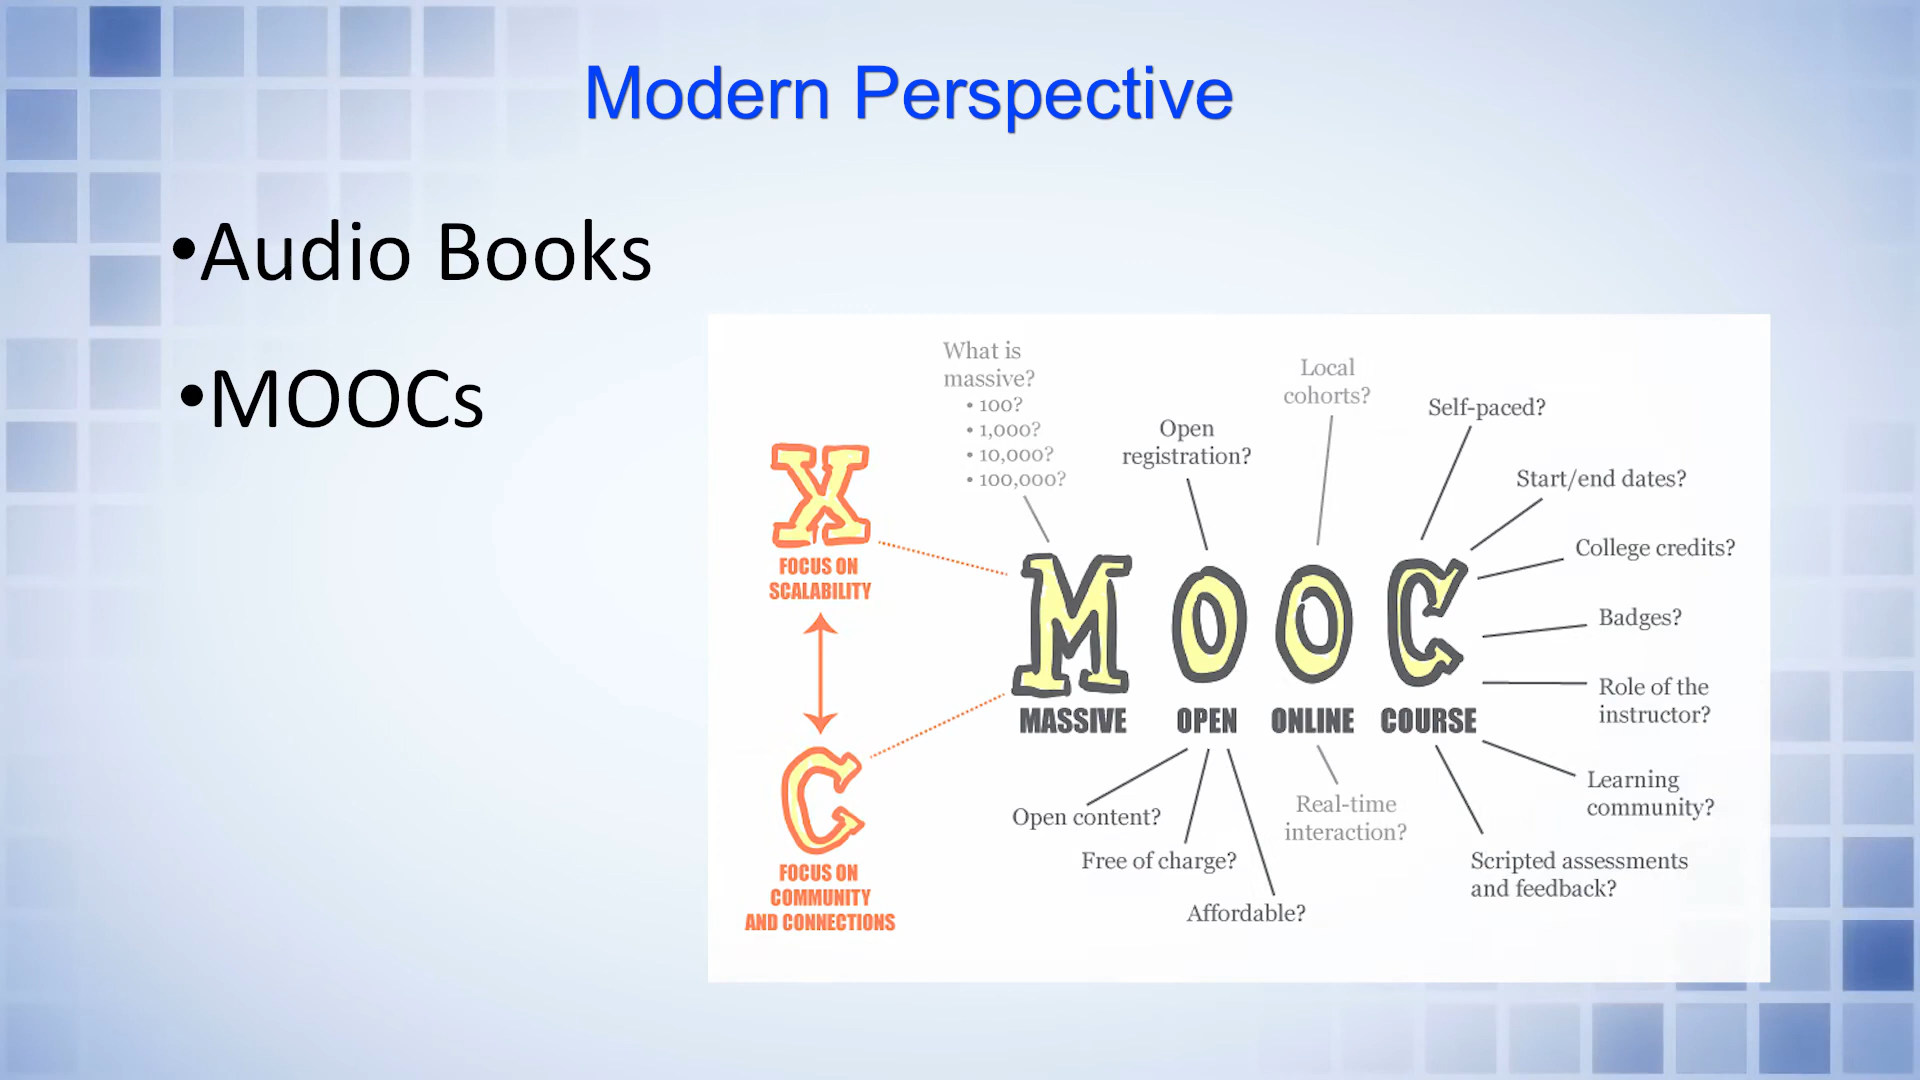 Modern Perspective
•Audio Books
•MOOCs
What is
massive?
• 100?
• 1,000?
• 10,000?
• 100,000?
Open
registration?
Local
cohorts?
Self-paced?
Start/end dates?
College credits?
Badges?
Role of the
instructor?
Learning
community?
Scripted assessments
and feedback?
X
FOCUS ON
SCALABILITY
C
FOCUS ON
COMMUNITY
AND CONNECTIONS
MOOC
MASSIVE OPEN ONLINE COURSE
Open content?
Free of charge?
Affordable?
Real-time
interaction?